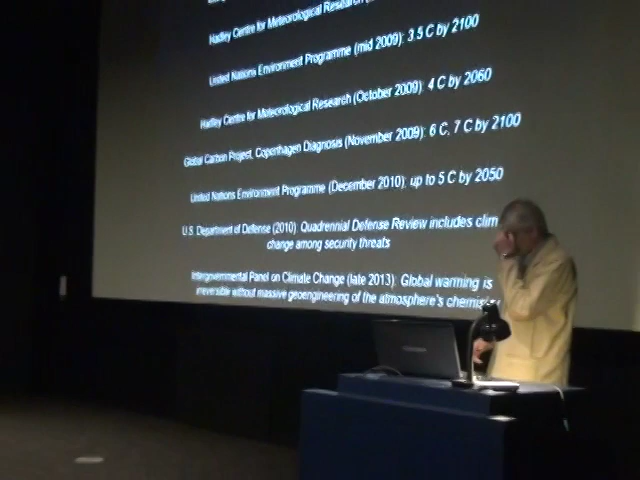 Hadley Centre for Meteorological Research
United Nations Environment Programme (mid 2009): 3.5 C by 2100
Hadley Centre for Meteorological Research (October 2009): 4 C by 2060
Global Carbon Project, Copenhagen Diagnosis (November 2009): 6 C, 7 C by 2100
United Nations Environment Programme (December 2010): up to 5 C by 2050
U.S. Department of Defense (2010): Quadrennial Defense Review includes clim
change among security threats
Intergovernmental Panel on Climate Change (late 2013): Global warming is
irreversible without massive geoengineering of the atmosphere's chemistry